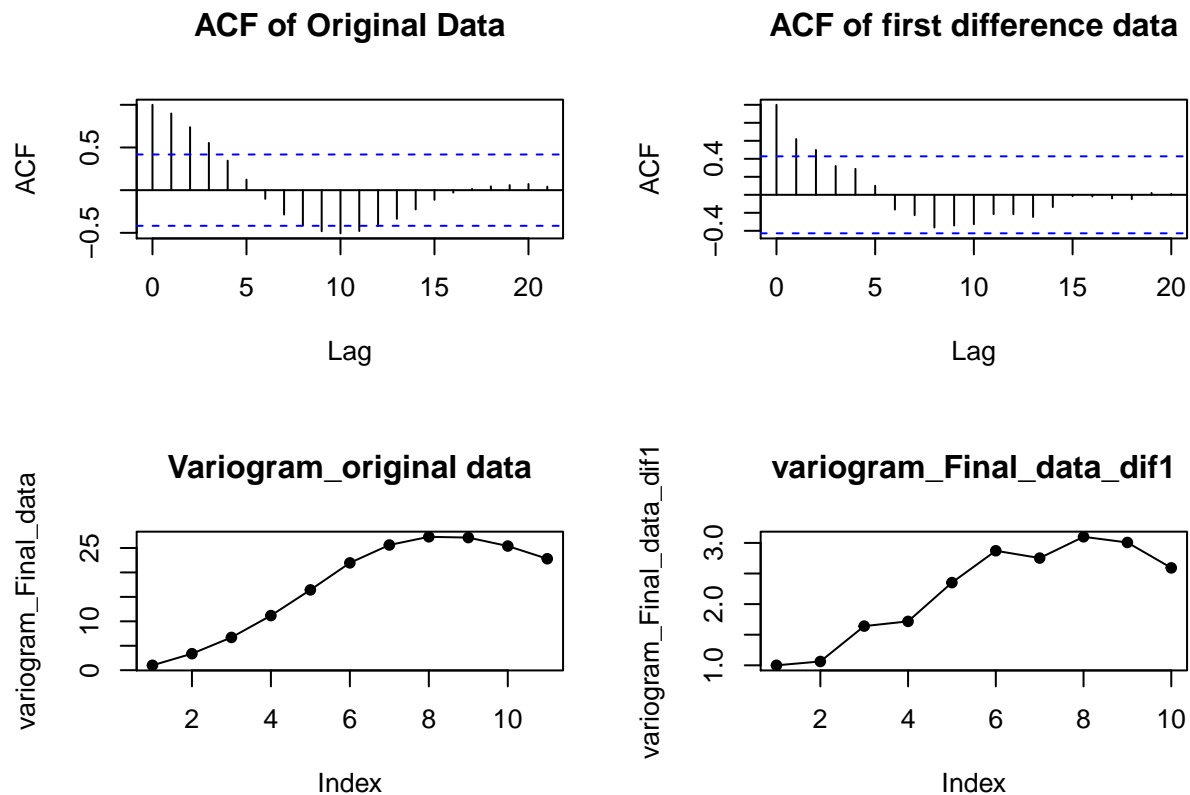 ACF of Original Data
ACF
0.5
−0.5
0 5 10 15 20
Lag
ACF of first difference data
ACF
0.4
−0.4
0 5 10 15 20
Lag
Variogram_original data
variogram_Final_data
25
10
0
2 4 6 8 10
Index
variogram_Final_data_dif1
variogram_Final_data_dif1
3.0
2.0
1.0
2 4 6 8 10
Index